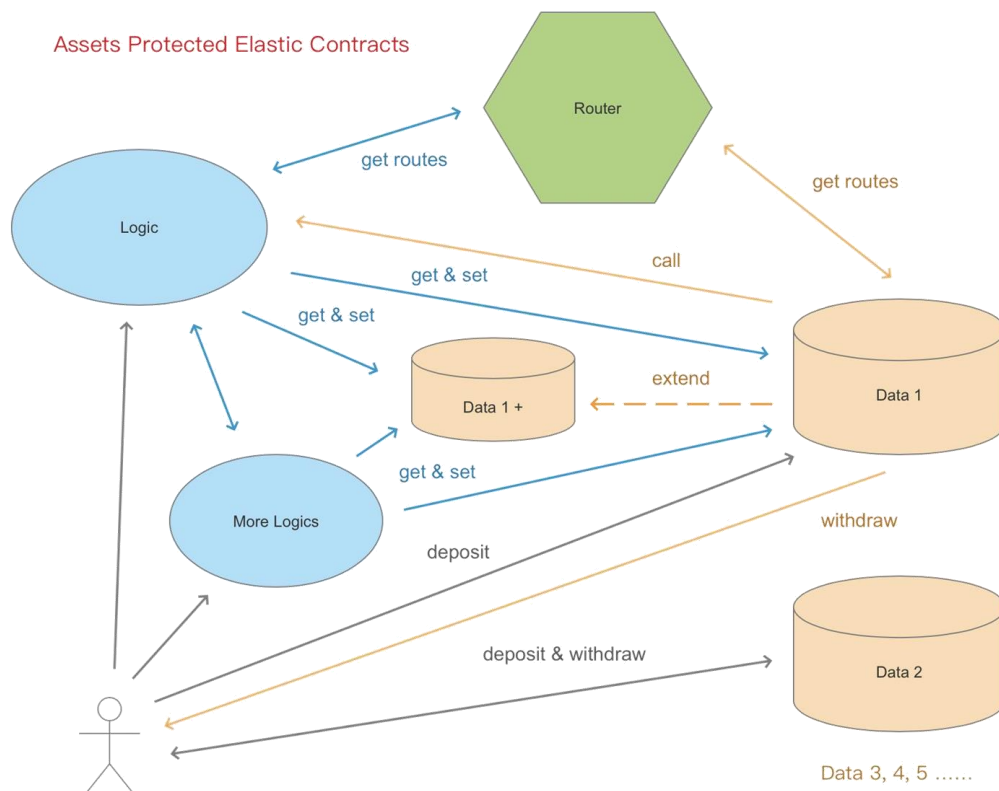 Assets Protected Elastic Contracts
Router
get routes
get routes
Logic
call
get & set
get & set
extend
Data 1
Data 1 +
get & set
More Logics
withdraw
deposit
deposit & withdraw
Data 2
Data 3, 4, 5 ......